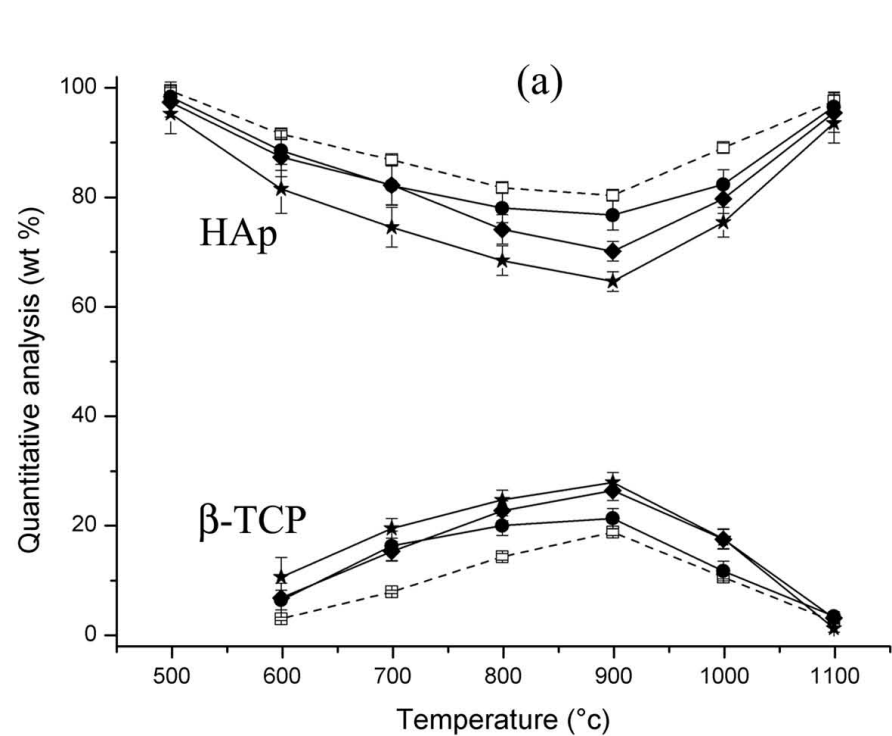 (a)
100
80
60
40
20
0
HAp
β-TCP
Quantitative analysis (wt %)
500 600 700 800 900 1000 1100
Temperature (°c)